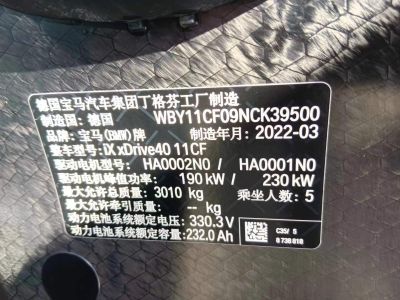 德国宝马汽车集团丁格芬工厂制造
制造国: 德国 WBY11CF09NCK39500
品牌: 宝马(BMW)牌 制造年月: 2022-03
整车型号: iX xDrive40 11CF
驱动电机型号: HA0002N0 / HA0001N0
驱动电机峰值功率: 190 kW / 230 kW
最大允许总质量: 3010 kg 乘坐人数: 5
最大允许牵引质量: -- kg
动力电池系统额定电压: 330.3 V
动力电池系统额定容量: 232.0 Ah
C35/ S
0 738 818